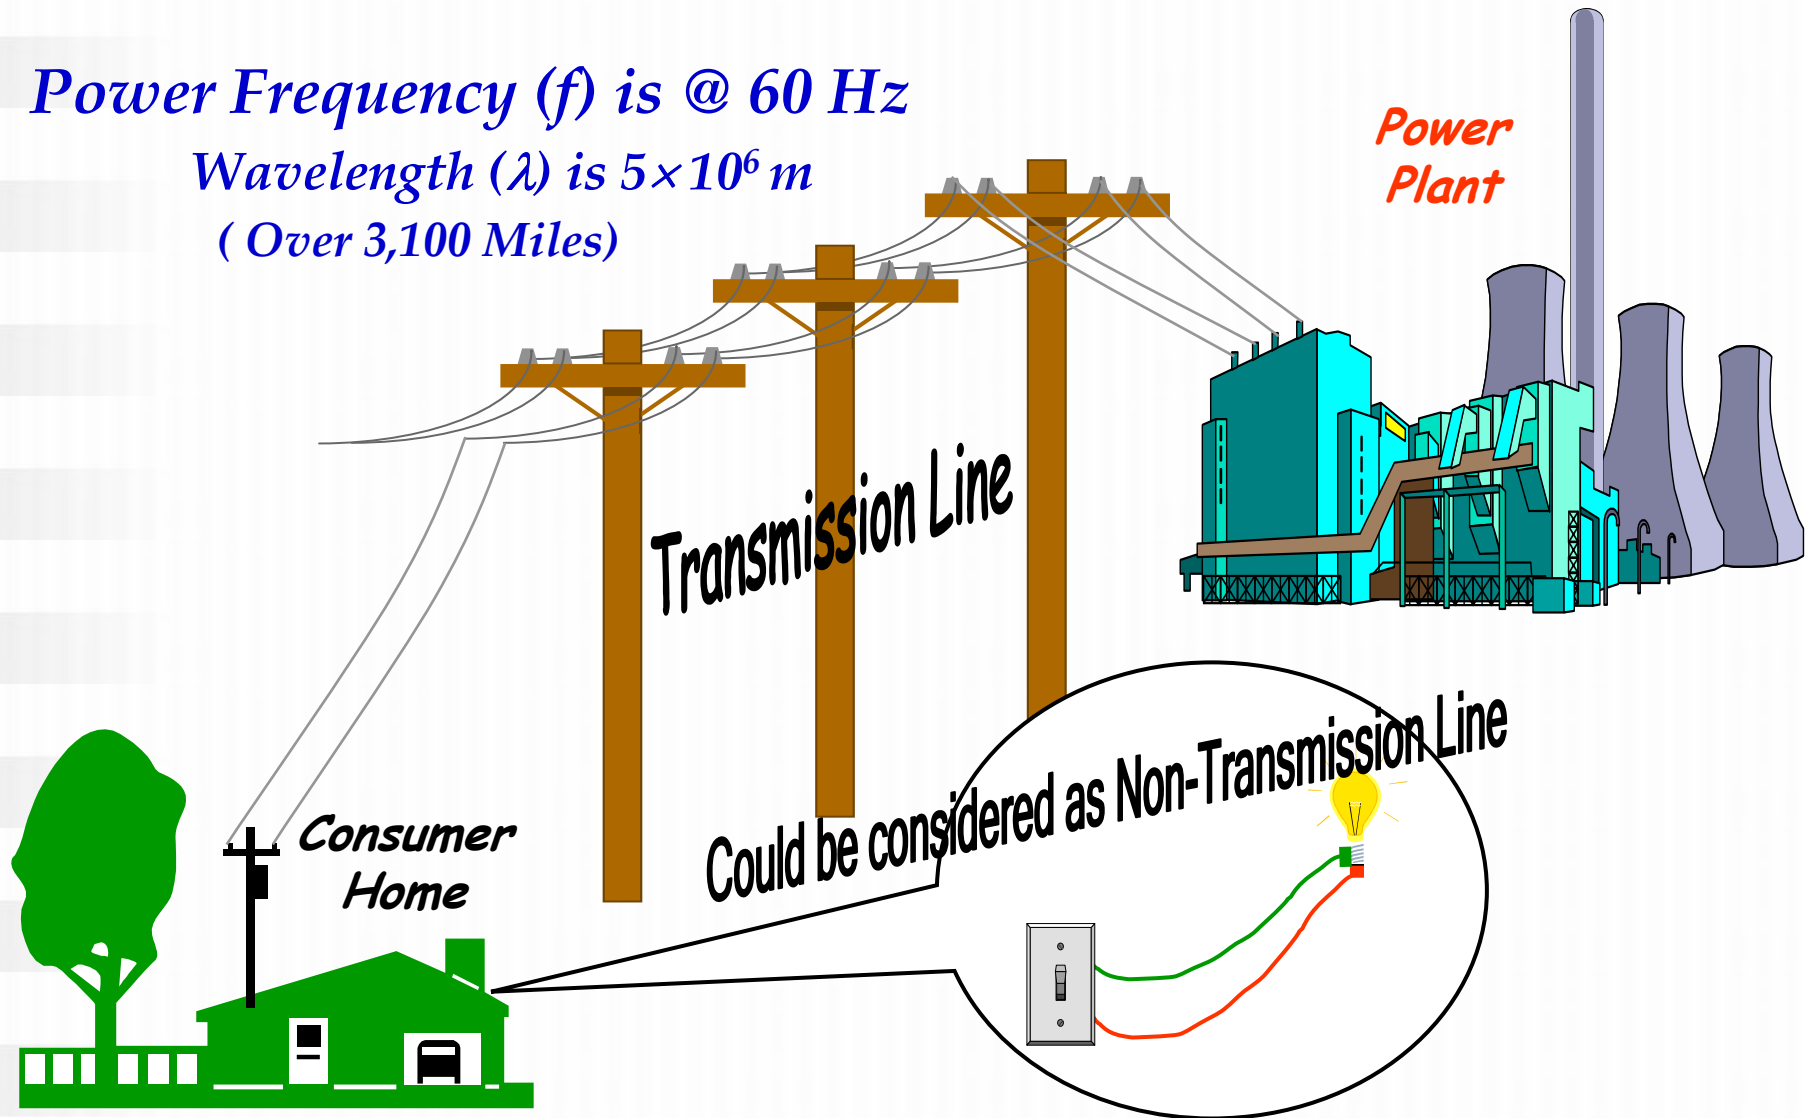 Power Frequency (f) is @ 60 Hz
Wavelength (λ) is 5×10⁶ m
( Over 3,100 Miles)
Power
Plant
Transmission Line
Could be considered as Non-Transmission Line
Consumer
Home